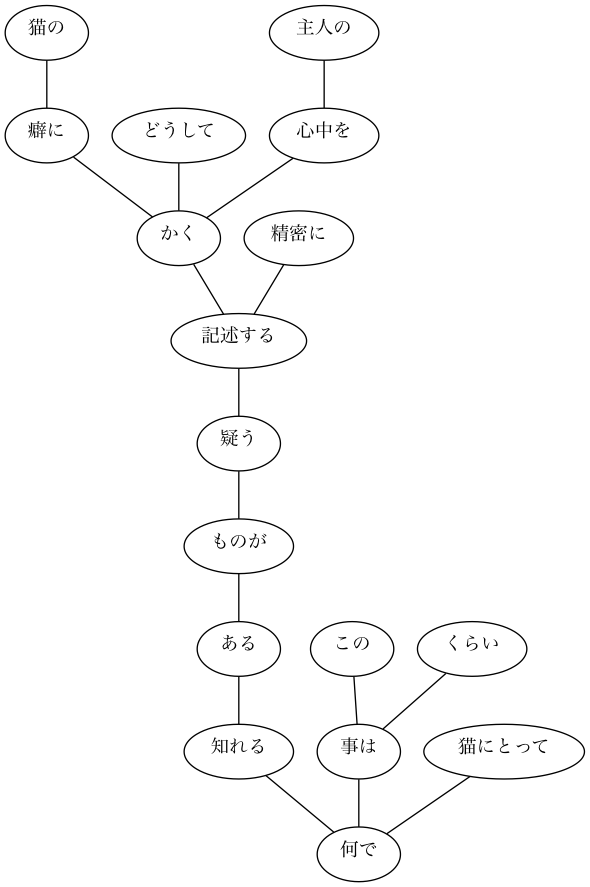 猫の
主人の
癖に
どうして
心中を
かく
精密に
記述する
疑う
ものが
ある
この
くらい
知れる
事は
猫にとって
何で